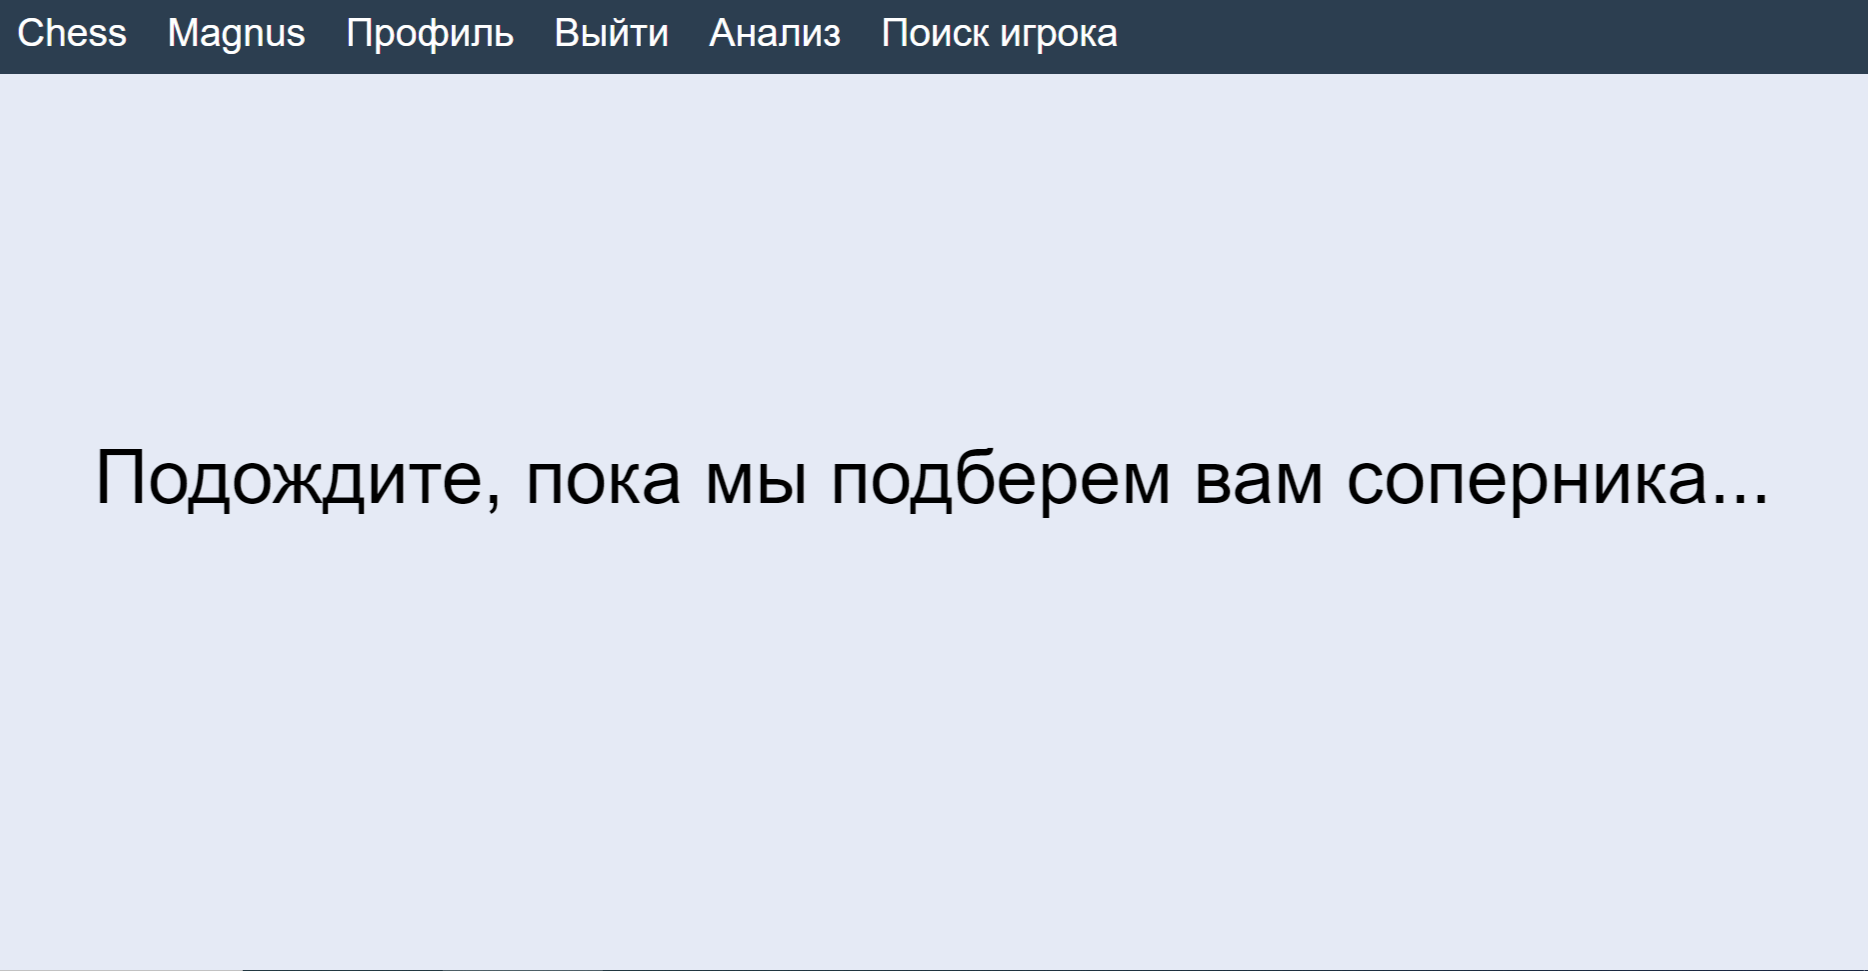 Chess Magnus Профиль Выйти Анализ Поиск игрока
Подождите, пока мы подберем вам соперника...